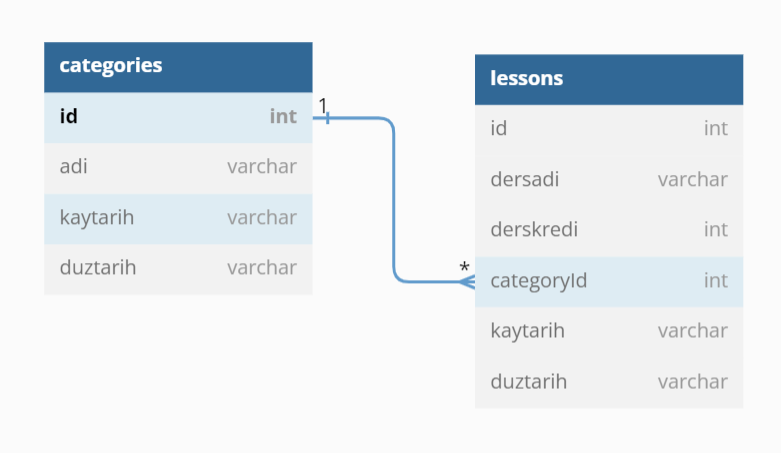 categories
id int
adi varchar
kaytarih varchar
duztarih varchar
1
*
lessons
id int
dersadi varchar
derskredi int
categoryId int
kaytarih varchar
duztarih varchar